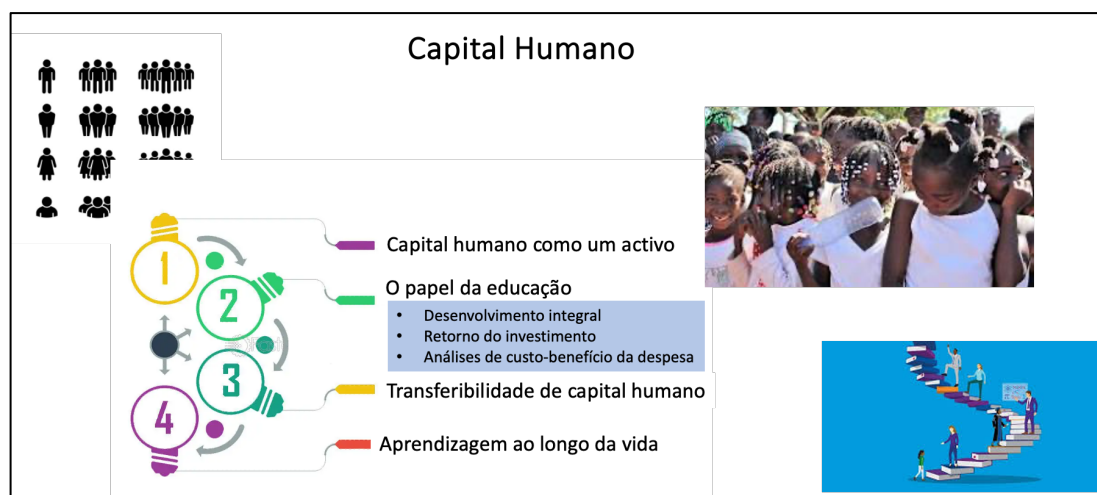 Capital Humano
1
Capital humano como um activo
2
O papel da educação
• Desenvolvimento integral
• Retorno do investimento
• Análises de custo-benefício da despesa
3
Transferibilidade de capital humano
4
Aprendizagem ao longo da vida